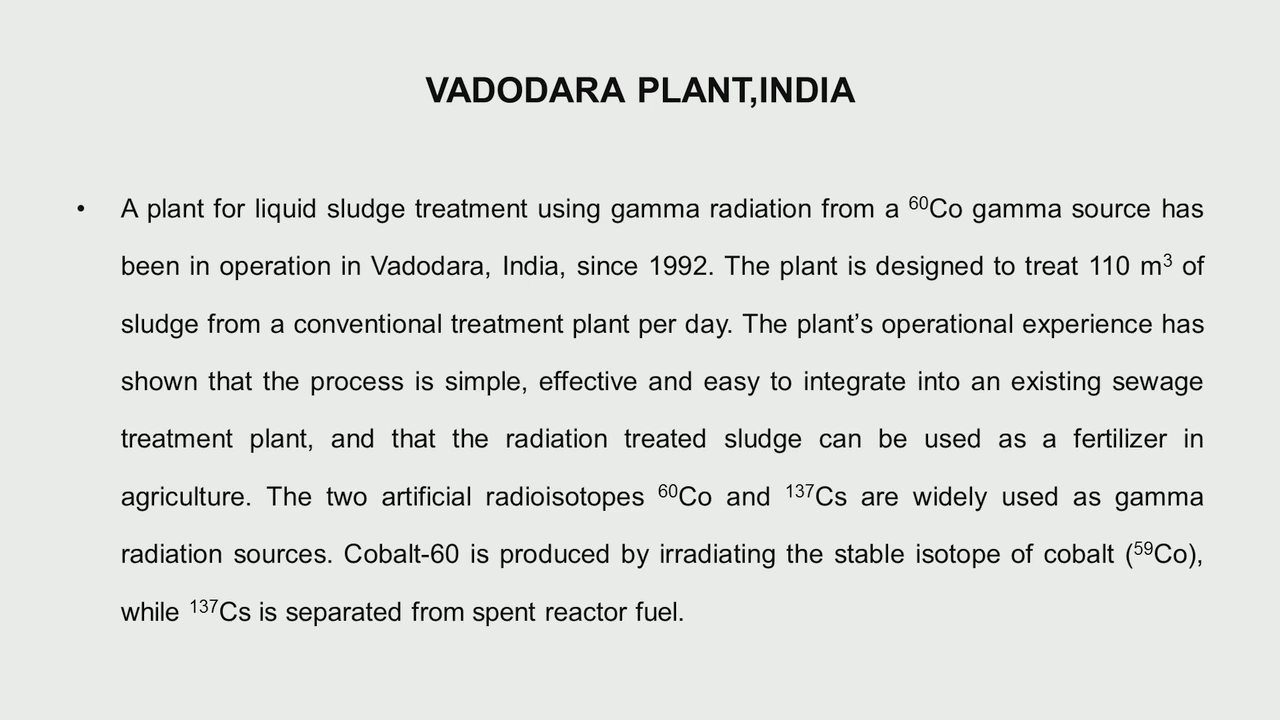 VADODARA PLANT,INDIA
• A plant for liquid sludge treatment using gamma radiation from a ⁶⁰Co gamma source has
been in operation in Vadodara, India, since 1992. The plant is designed to treat 110 m³ of
sludge from a conventional treatment plant per day. The plant’s operational experience has
shown that the process is simple, effective and easy to integrate into an existing sewage
treatment plant, and that the radiation treated sludge can be used as a fertilizer in
agriculture. The two artificial radioisotopes ⁶⁰Co and ¹³⁷Cs are widely used as gamma
radiation sources. Cobalt-60 is produced by irradiating the stable isotope of cobalt (⁵⁹Co),
while ¹³⁷Cs is separated from spent reactor fuel.